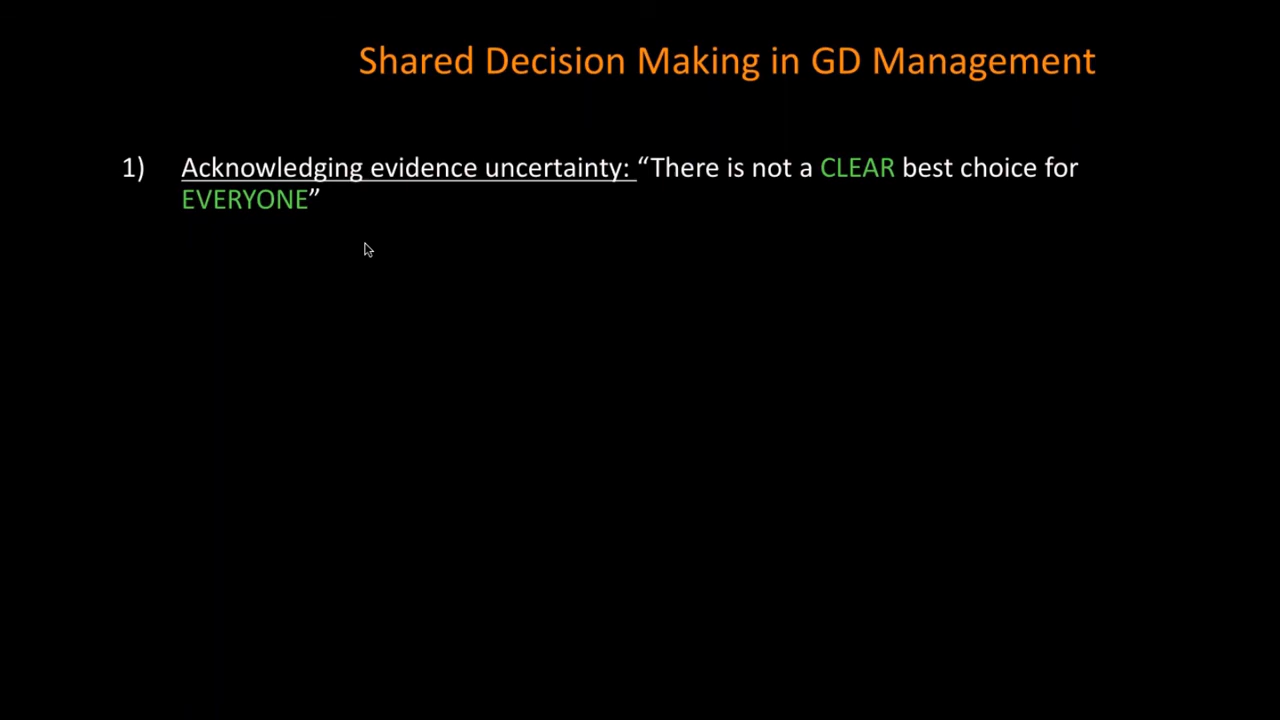 Shared Decision Making in GD Management
1) Acknowledging evidence uncertainty: “There is not a CLEAR best choice for
EVERYONE”